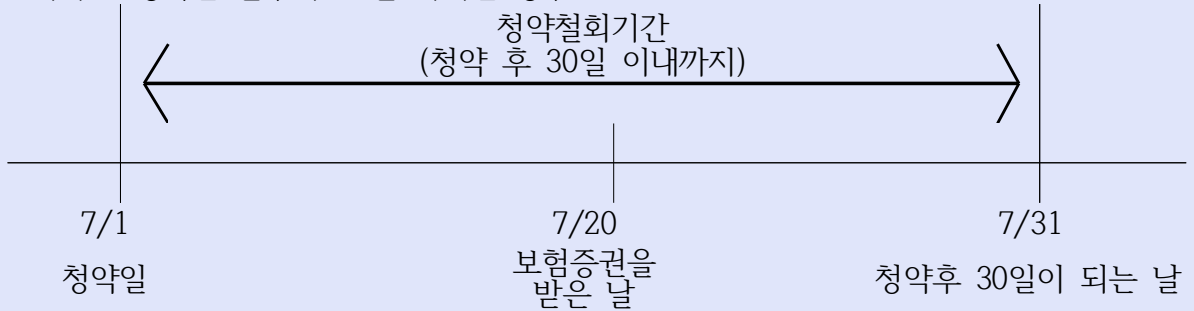 청약철회기간
(청약 후 30일 이내까지)
7/1
7/20
7/31
청약일
보험증권을
받은 날
청약후 30일이 되는 날